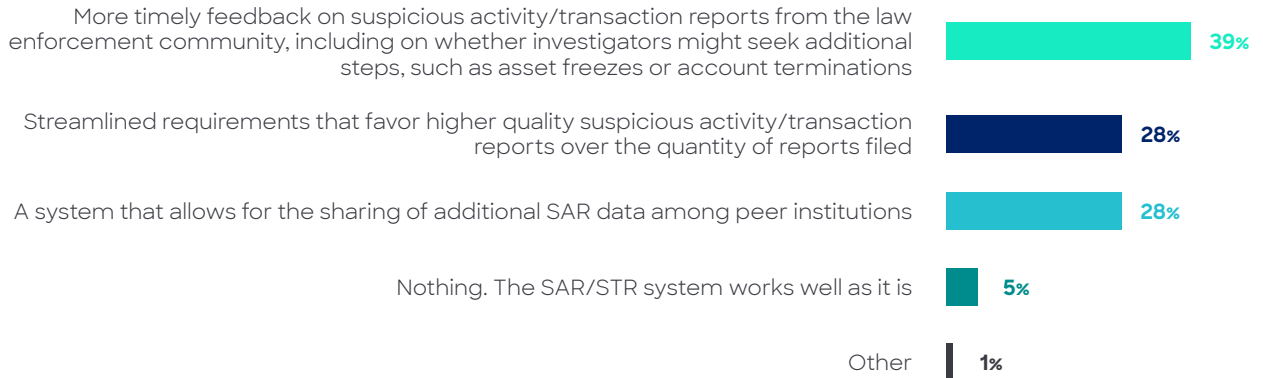 More timely feedback on suspicious activity/transaction reports from the law
enforcement community, including on whether investigators might seek additional
steps, such as asset freezes or account terminations
39%
Streamlined requirements that favor higher quality suspicious activity/transaction
reports over the quantity of reports filed
28%
A system that allows for the sharing of additional SAR data among peer institutions
28%
Nothing. The SAR/STR system works well as it is
5%
Other
1%